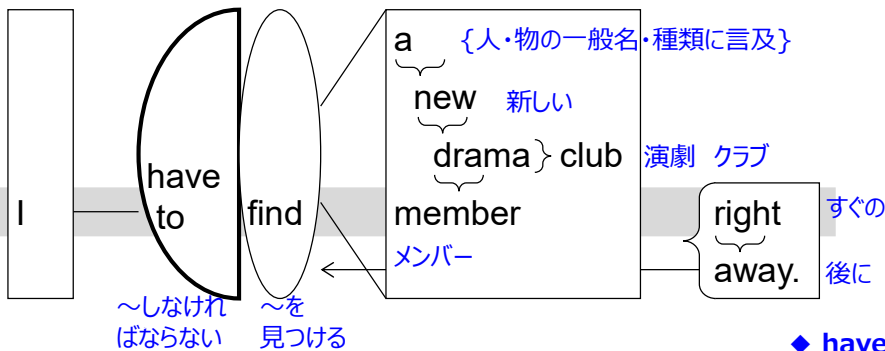 a {人・物の一般名・種類に言及}
new 新しい
drama} club 演劇 クラブ
have
to
I
find
member
メンバー
right すぐの
away. 後に
～しなけれ
ばならない
～を
見つける
◆ have